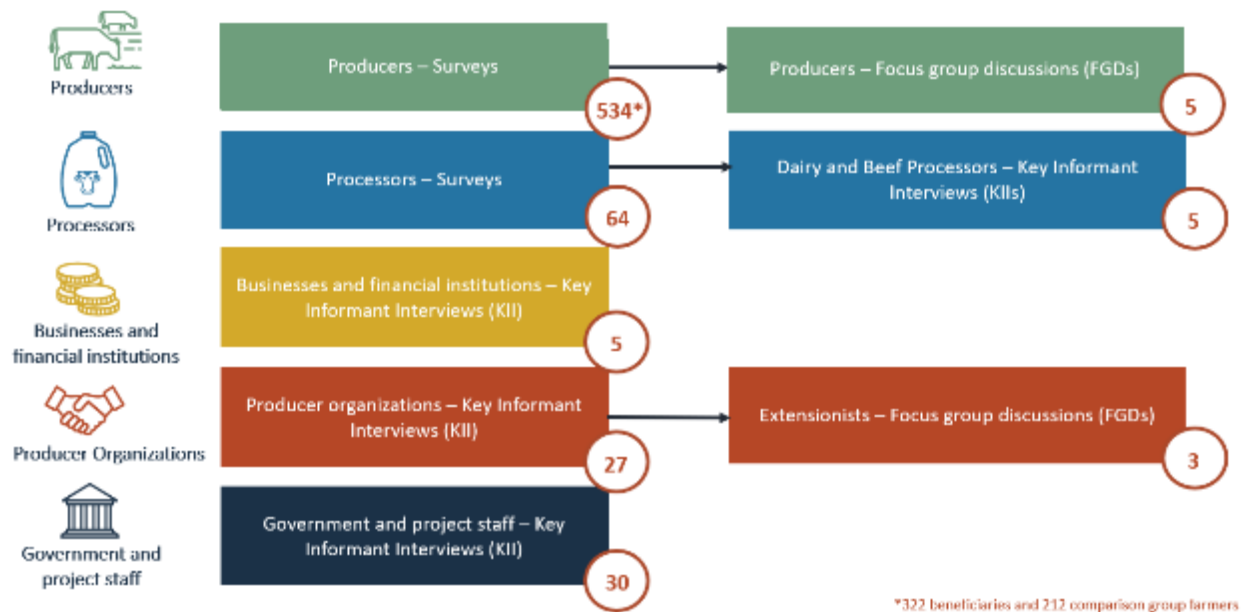 Producers
Producers – Surveys
534*
Producers – Focus group discussions (FGDs)
5
Processors
Processors – Surveys
64
Dairy and Beef Processors – Key Informant
Interviews (KIIs)
5
Businesses and
financial institutions
Businesses and financial institutions – Key
Informant Interviews (KII)
5
Producer Organizations
Producer organizations – Key Informant
Interviews (KII)
27
Extensionists – Focus group discussions (FGDs)
3
Government and
project staff
Government and project staff – Key
Informant Interviews (KII)
30
*322 beneficiaries and 212 comparison group farmers